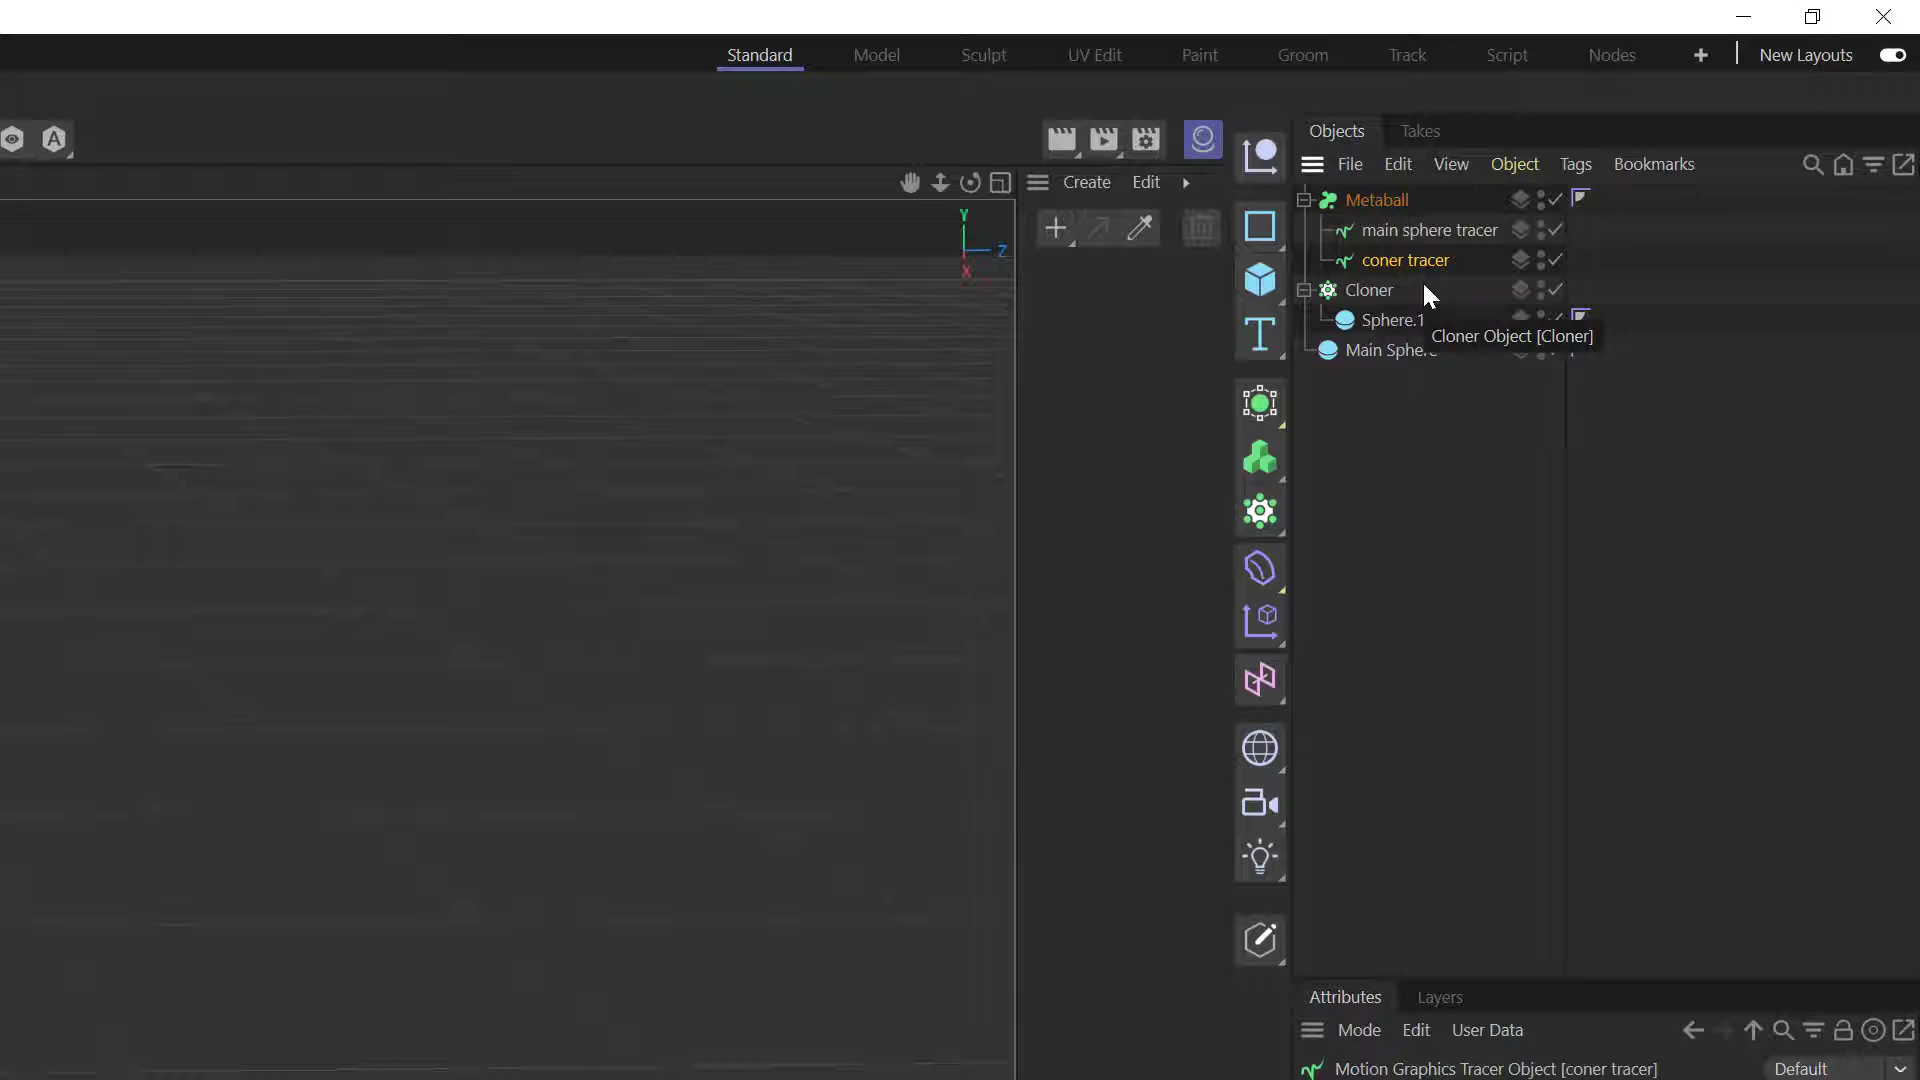 Standard Model Sculpt UV Edit Paint Groom Track Script Nodes + New Layouts
A
Objects Takes
File Edit View Object Tags Bookmarks
Create Edit
Y
Z
X
Metaball
main sphere tracer
coner tracer
Cloner
Sphere.1
Cloner Object [Cloner]
Main Sphere
T
Attributes Layers
Mode Edit User Data
Motion Graphics Tracer Object [coner tracer] Default